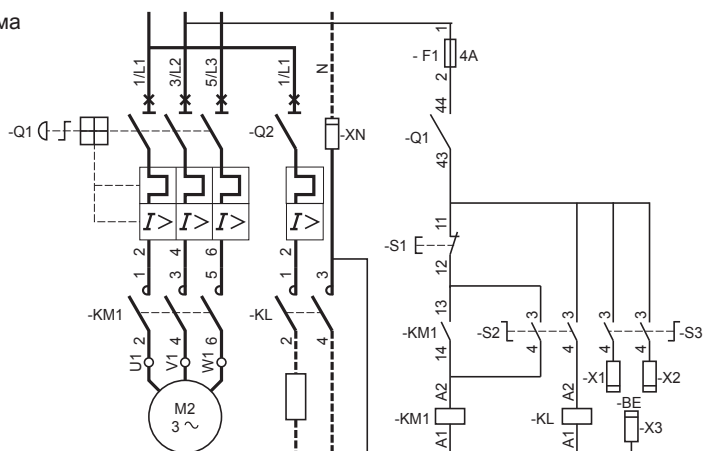 ма
1/L1
3/L2
5/L3
1/L1
N
1
- F1 4A
2
-Q1
-Q2
-XN
44
-Q1
43
I> I> I> I>
2 4 6 2
11
-S1
12
1 3 5 1 3
-KM1
-KL
2 4 6 2 4
U1 V1 W1
13
-KM1
14
-S2
3 3 3 3
4 4 4 4
-S3
-X1
-X2
M2
3 ~
A2
-KM1
A1
A2
-KL
A1
-BE
-X3